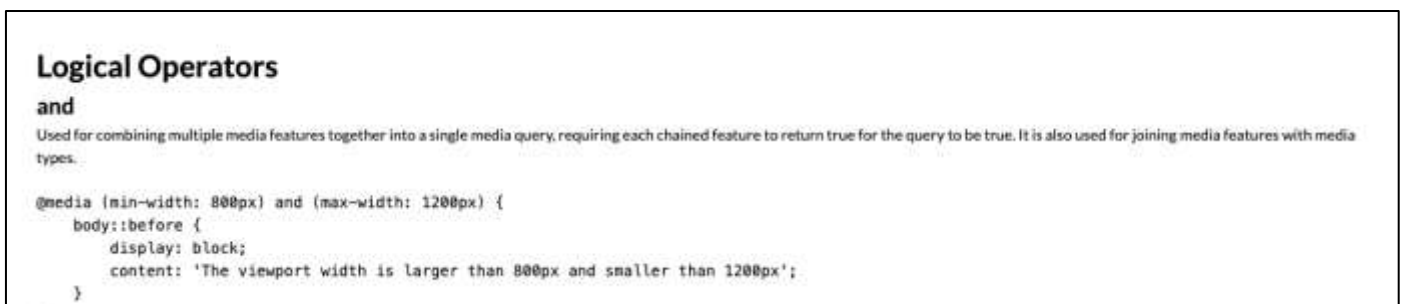 Logical Operators
and
Used for combining multiple media features together into a single media query, requiring each chained feature to return true for the query to be true. It is also used for joining media features with media
types.
@media (min-width: 800px) and (max-width: 1200px) {
    body::before {
        display: block;
        content: 'The viewport width is larger than 800px and smaller than 1200px';
    }